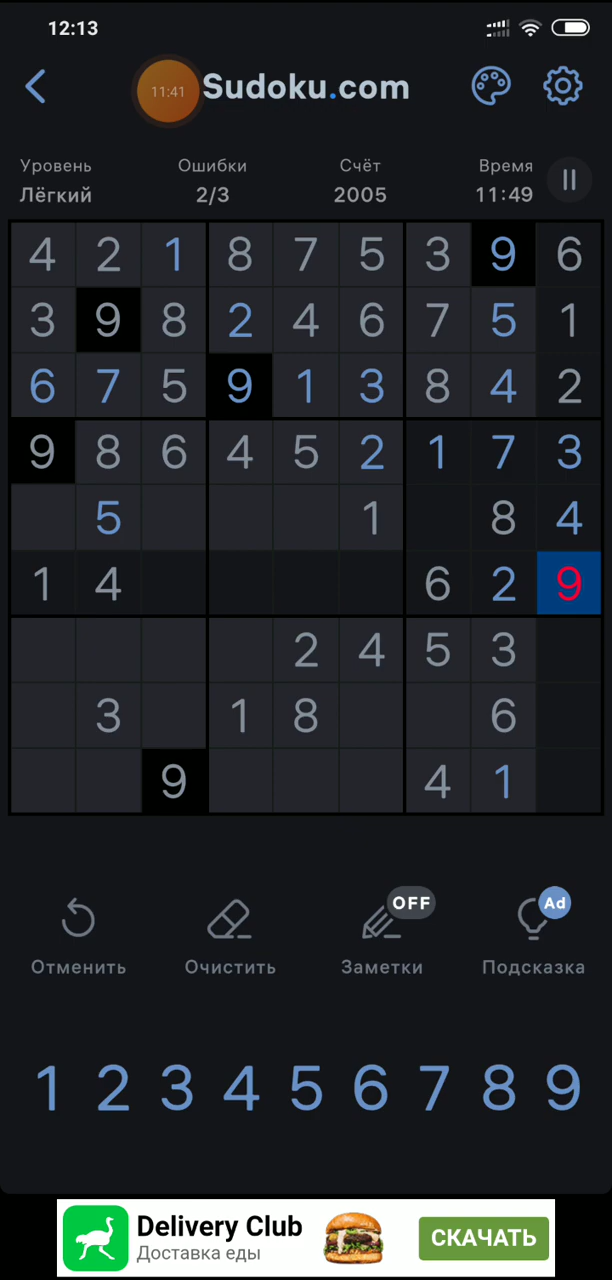 12:13
11:41 Sudoku.com
Уровень Ошибки Счёт Время
Лёгкий 2/3 2005 11:49
4 2 1 8 7 5 3 9 6
3 9 8 2 4 6 7 5 1
6 7 5 9 1 3 8 4 2
9 8 6 4 5 2 1 7 3
5 1 8 4
1 4 6 2 9
2 4 5 3
3 1 8 6
9 4 1
OFF Ad
Отменить Очистить Заметки Подсказка
1 2 3 4 5 6 7 8 9
Delivery Club
Доставка еды
СКАЧАТЬ